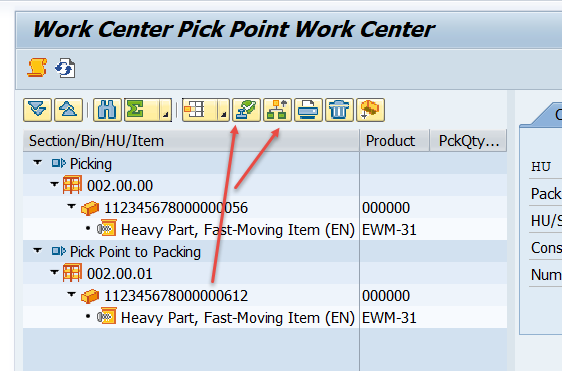 Work Center Pick Point Work Center
Section/Bin/HU/Item Product PckQty...
Picking
002.00.00
112345678000000056 000000
Heavy Part, Fast-Moving Item (EN) EWM-31
Pick Point to Packing
002.00.01
112345678000000612 000000
Heavy Part, Fast-Moving Item (EN) EWM-31
HU
Pack
HU/S
Cons
Num